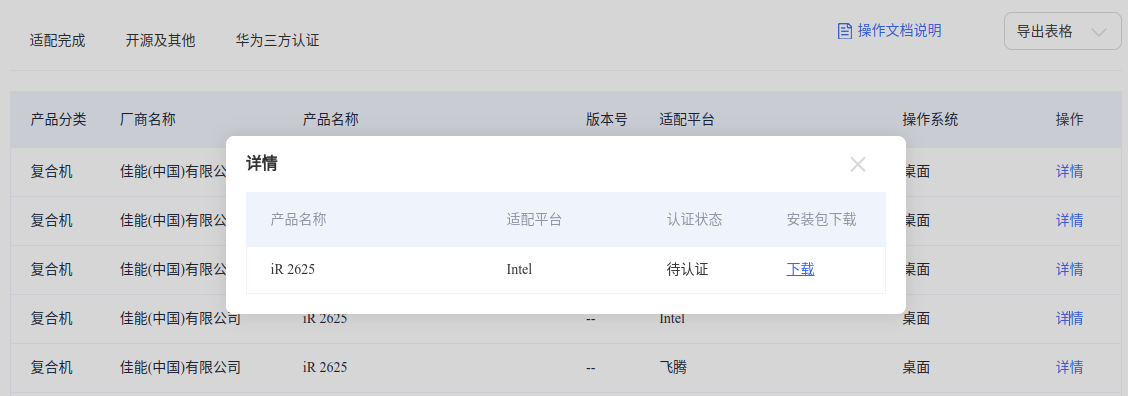 适配完成 开源及其他 华为三方认证 操作文档说明 导出表格
产品分类 厂商名称 产品名称 版本号 适配平台 操作系统 操作
详情
复合机 佳能(中国)有限公 桌面 详情
产品名称 适配平台 认证状态 安装包下载
复合机 佳能(中国)有限公 桌面 详情
iR 2625 Intel 待认证 下载
复合机 佳能(中国)有限公 桌面 详情
复合机 佳能(中国)有限公司 iR 2625 -- Intel 桌面 详情
复合机 佳能(中国)有限公司 iR 2625 -- 飞腾 桌面 详情